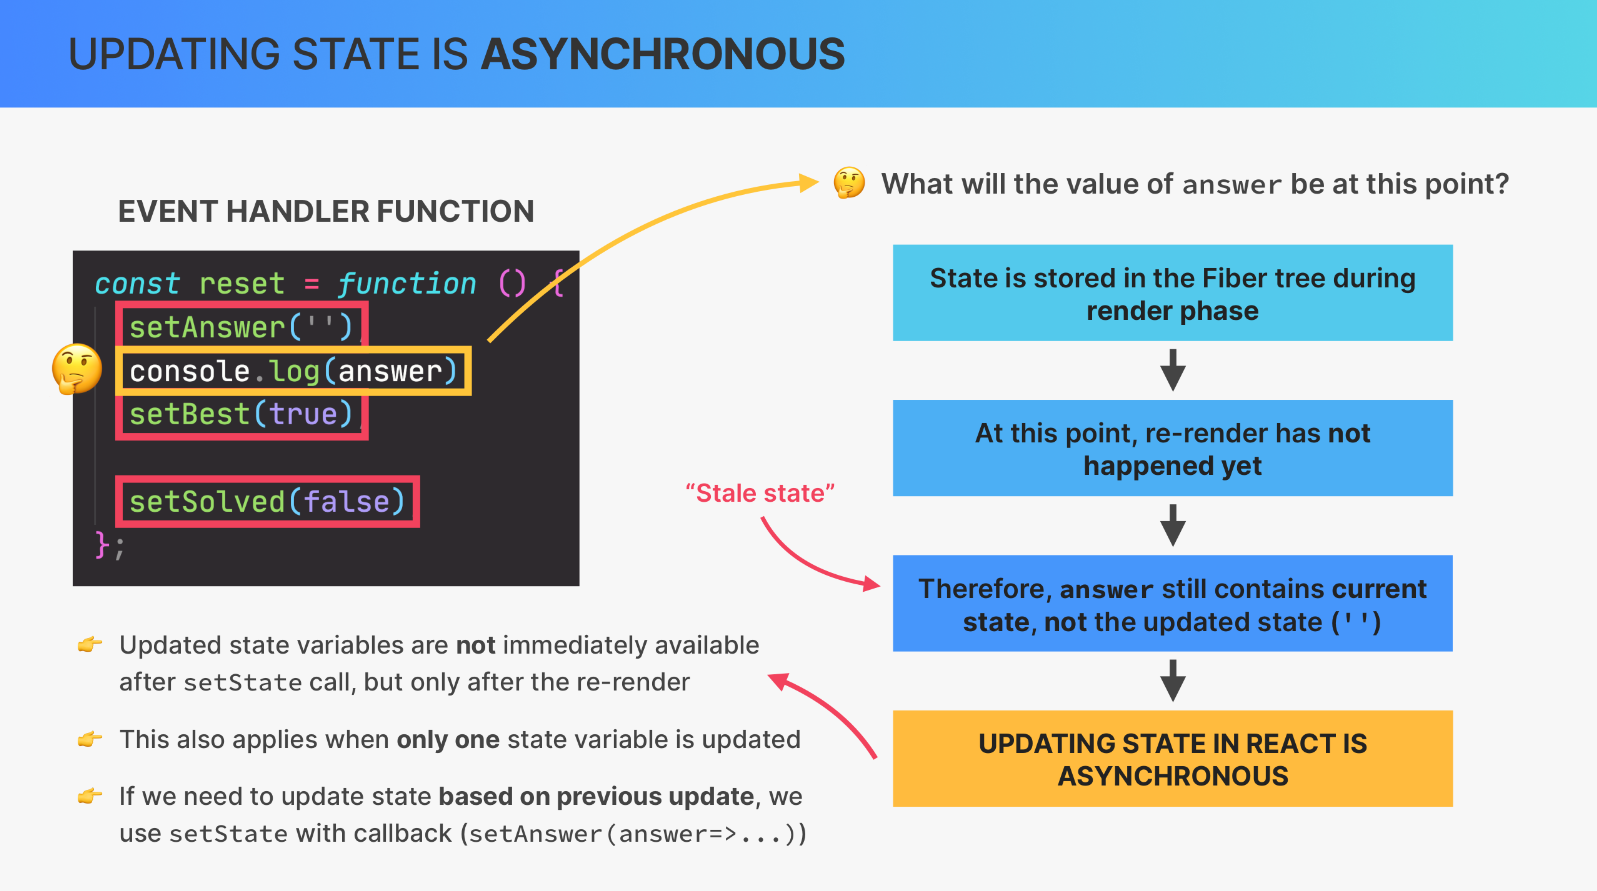 UPDATING STATE IS ASYNCHRONOUS
EVENT HANDLER FUNCTION
const reset = function () {
setAnswer('')
console.log(answer)
setBest(true)
setSolved(false)
};
Updated state variables are not immediately available
after setState call, but only after the re-render
This also applies when only one state variable is updated
If we need to update state based on previous update, we
use setState with callback (setAnswer(answer=>...))
What will the value of answer be at this point?
State is stored in the Fiber tree during
render phase
At this point, re-render has not
happened yet
“Stale state”
Therefore, answer still contains current
state, not the updated state ('')
UPDATING STATE IN REACT IS
ASYNCHRONOUS